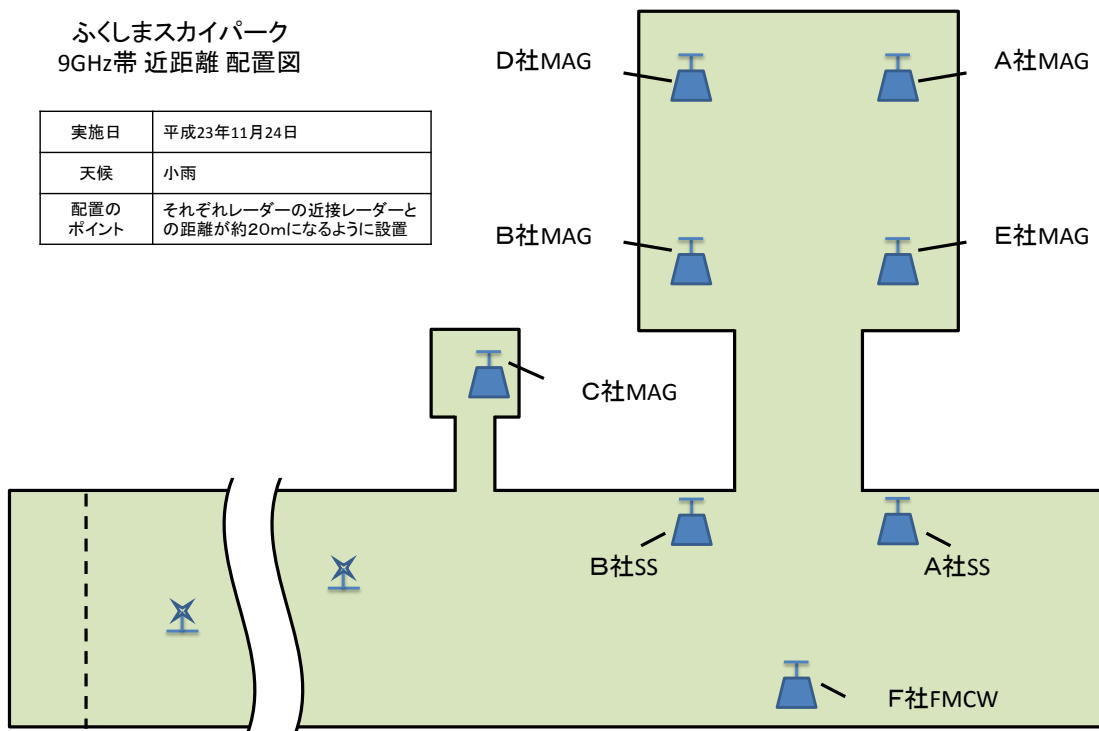 ふくしまスカイパーク
9GHz帯 近距離 配置図
実施日 平成23年11月24日
天候 小雨
配置の
ポイント
それぞれレーダーの近接レーダーと
の距離が約20mになるように設置
D社MAG
A社MAG
B社MAG
E社MAG
C社MAG
B社SS
A社SS
F社FMCW